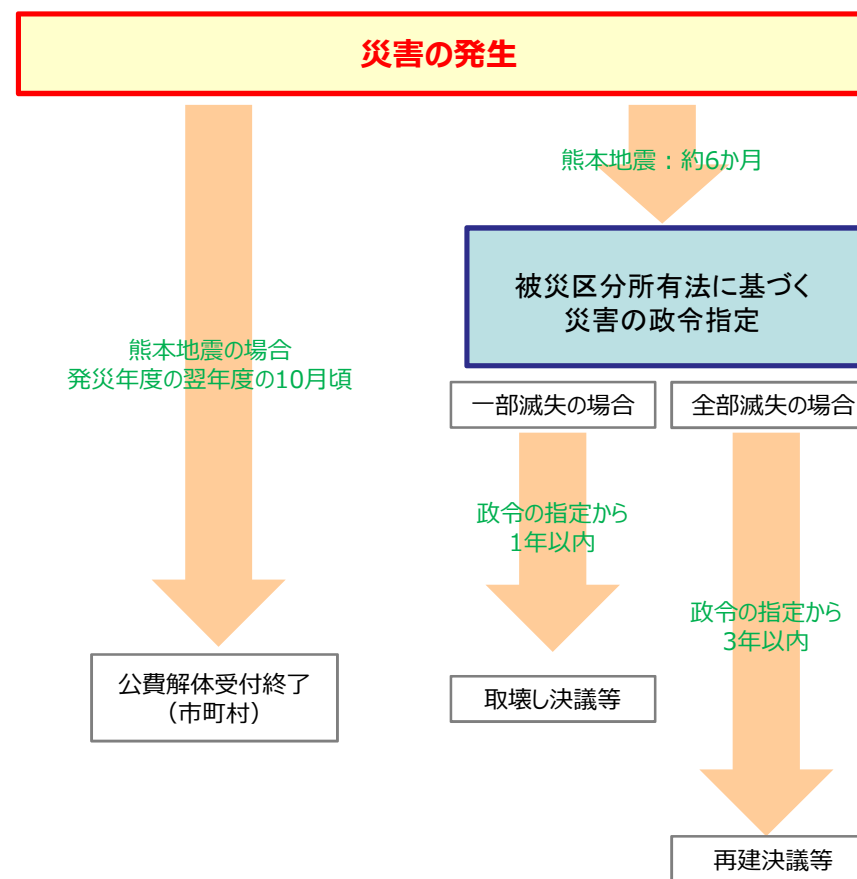 災害の発生
熊本地震：約6か月
被災区分所有法に基づく
災害の政令指定
熊本地震の場合
発災年度の翌年度の10月頃
一部滅失の場合
全部滅失の場合
政令の指定から
1年以内
政令の指定から
3年以内
公費解体受付終了
（市町村）
取壊し決議等
再建決議等